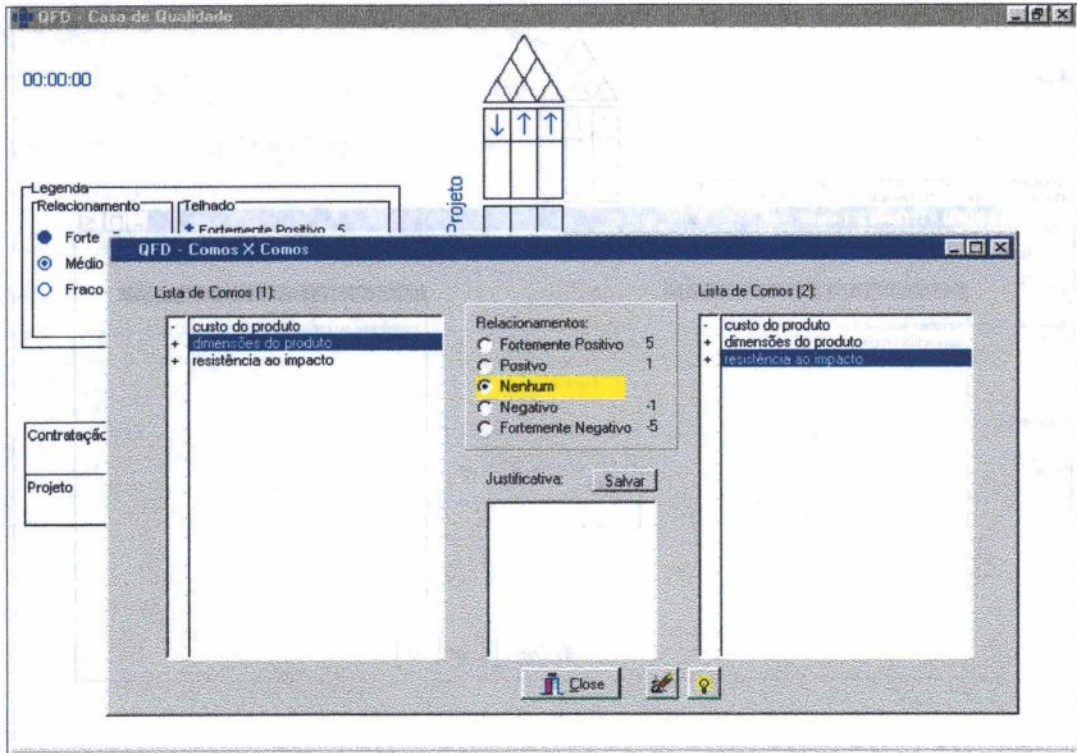 QFD - Casa de Qualidade
00:00:00
Projeto
Legenda
Relacionamento
Telhado
Fortemente Positivo 5
Forte
Médio
Fraco
Contratação
Projeto
QFD - Comos X Comos
Lista de Comos (1):
- custo do produto
+ dimensões do produto
+ resistência ao impacto
Relacionamentos:
Fortemente Positivo 5
Positvo 1
Nenhum
Negativo -1
Fortemente Negativo -5
Justificativa:
Salvar
Lista de Comos (2):
- custo do produto
+ dimensões do produto
+ resistência ao impacto
Close